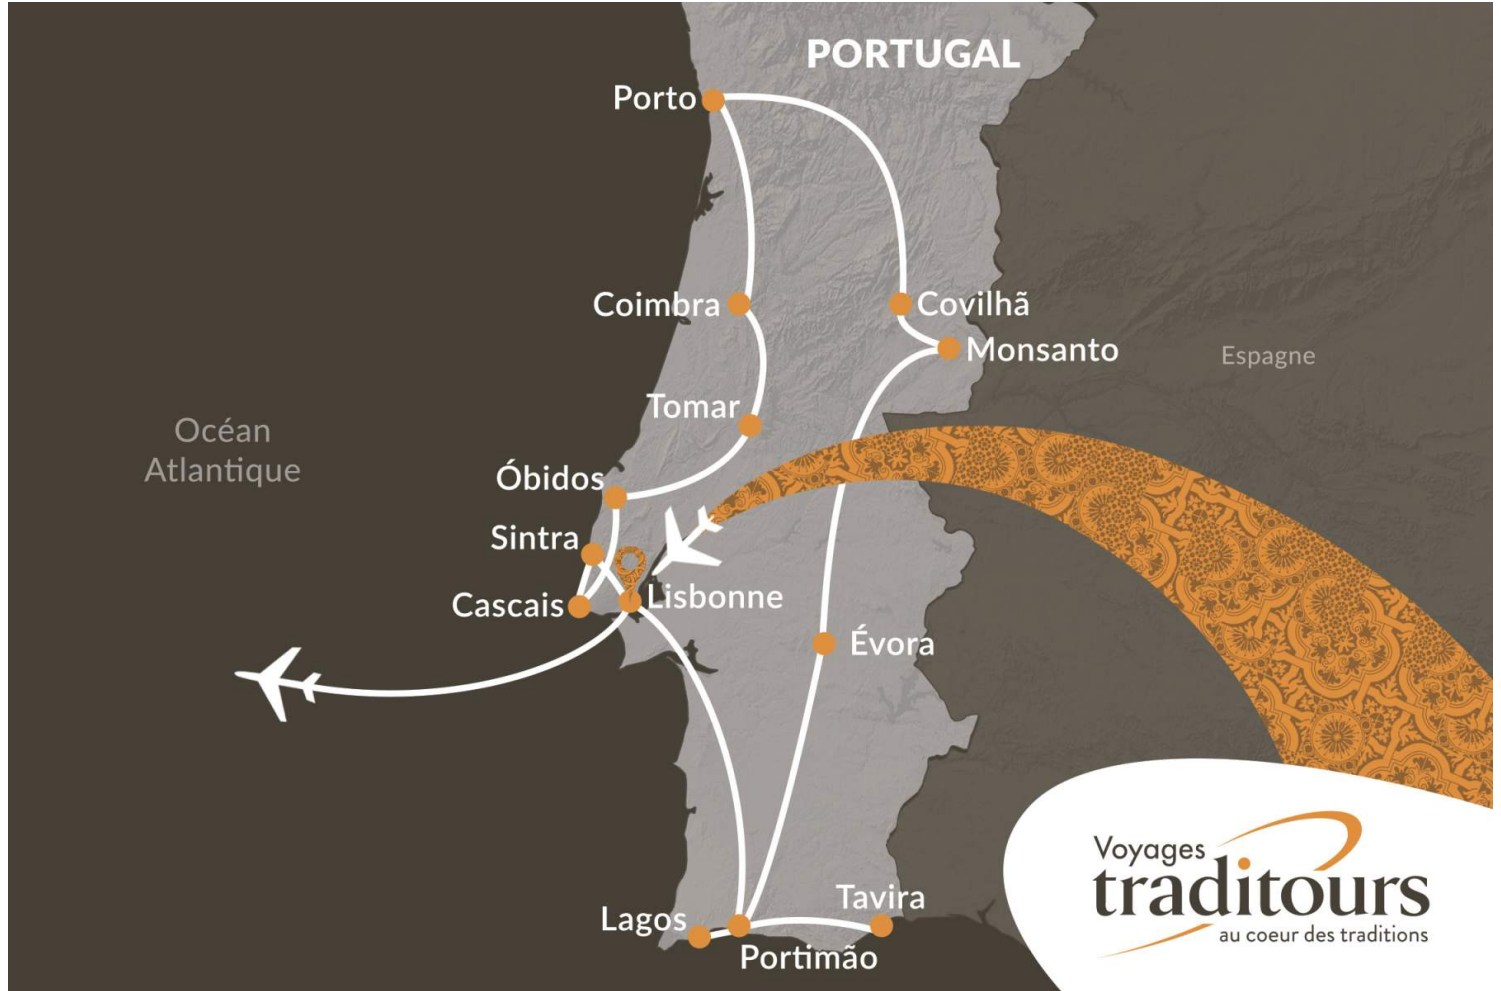 PORTUGAL
Porto
Coimbra
Covilhã
Monsanto
Espagne
Tomar
Océan
Atlantique
Óbidos
Sintra
Cascais
Lisbonne
Évora
Tavira
Lagos
Portimão
Voyages
traditours
au coeur des traditions